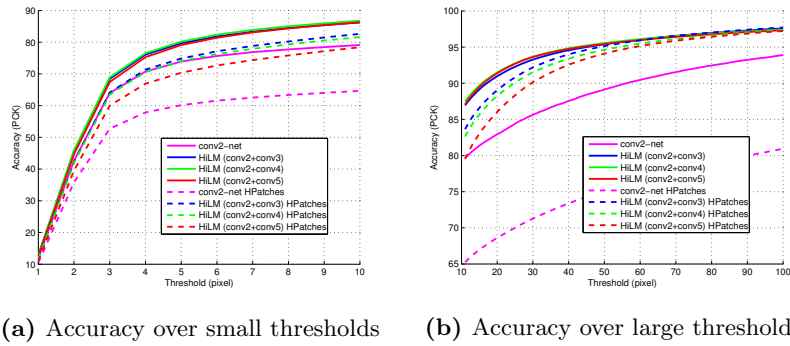 90
80
70
60
50
40
30
20
10
Accuracy (PCK)
conv2−net
HiLM (conv2+conv3)
HiLM (conv2+conv4)
HiLM (conv2+conv5)
conv2−net HPatches
HiLM (conv2+conv3) HPatches
HiLM (conv2+conv4) HPatches
HiLM (conv2+conv5) HPatches
1 2 3 4 5 6 7 8 9 10
Threshold (pixel)
(a) Accuracy over small thresholds
100
95
90
85
80
75
70
65
Accuracy (PCK)
conv2−net
HiLM (conv2+conv3)
HiLM (conv2+conv4)
HiLM (conv2+conv5)
conv2−net HPatches
HiLM (conv2+conv3) HPatches
HiLM (conv2+conv4) HPatches
HiLM (conv2+conv5) HPatches
10 20 30 40 50 60 70 80 90 100
Threshold (pixel)
(b) Accuracy over large threshold